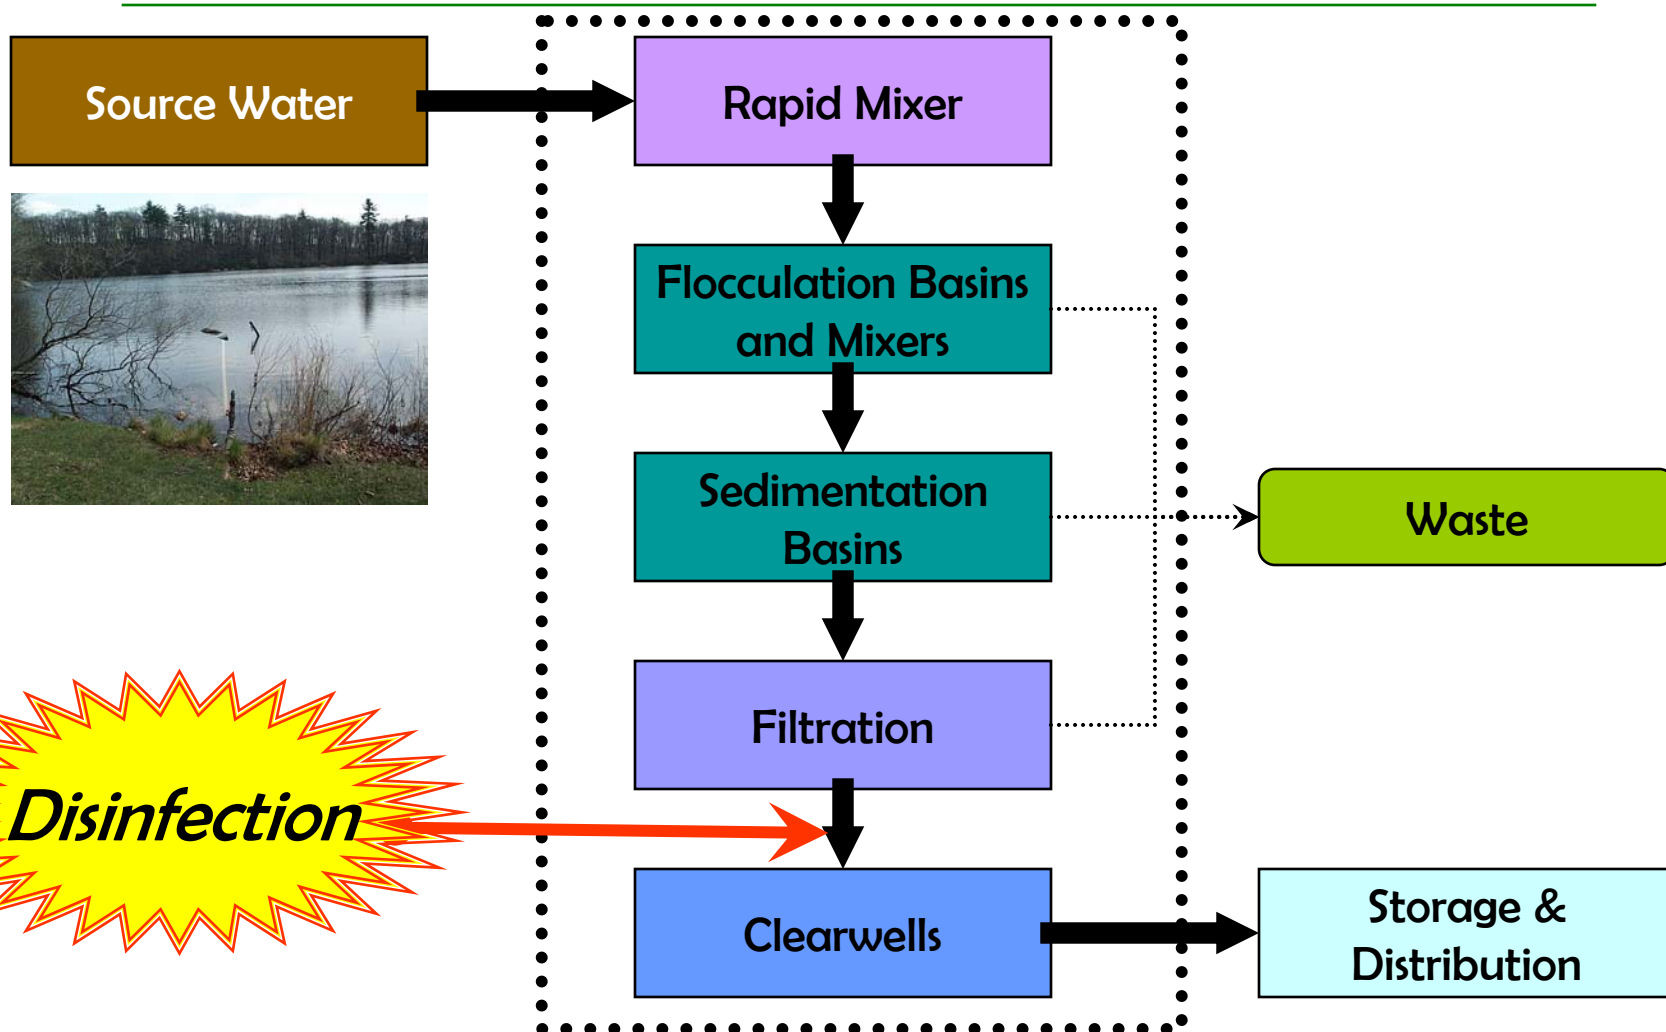 Source Water
Rapid Mixer
Flocculation Basins
and Mixers
Sedimentation
Basins
Waste
Filtration
Disinfection
Clearwells
Storage &
Distribution